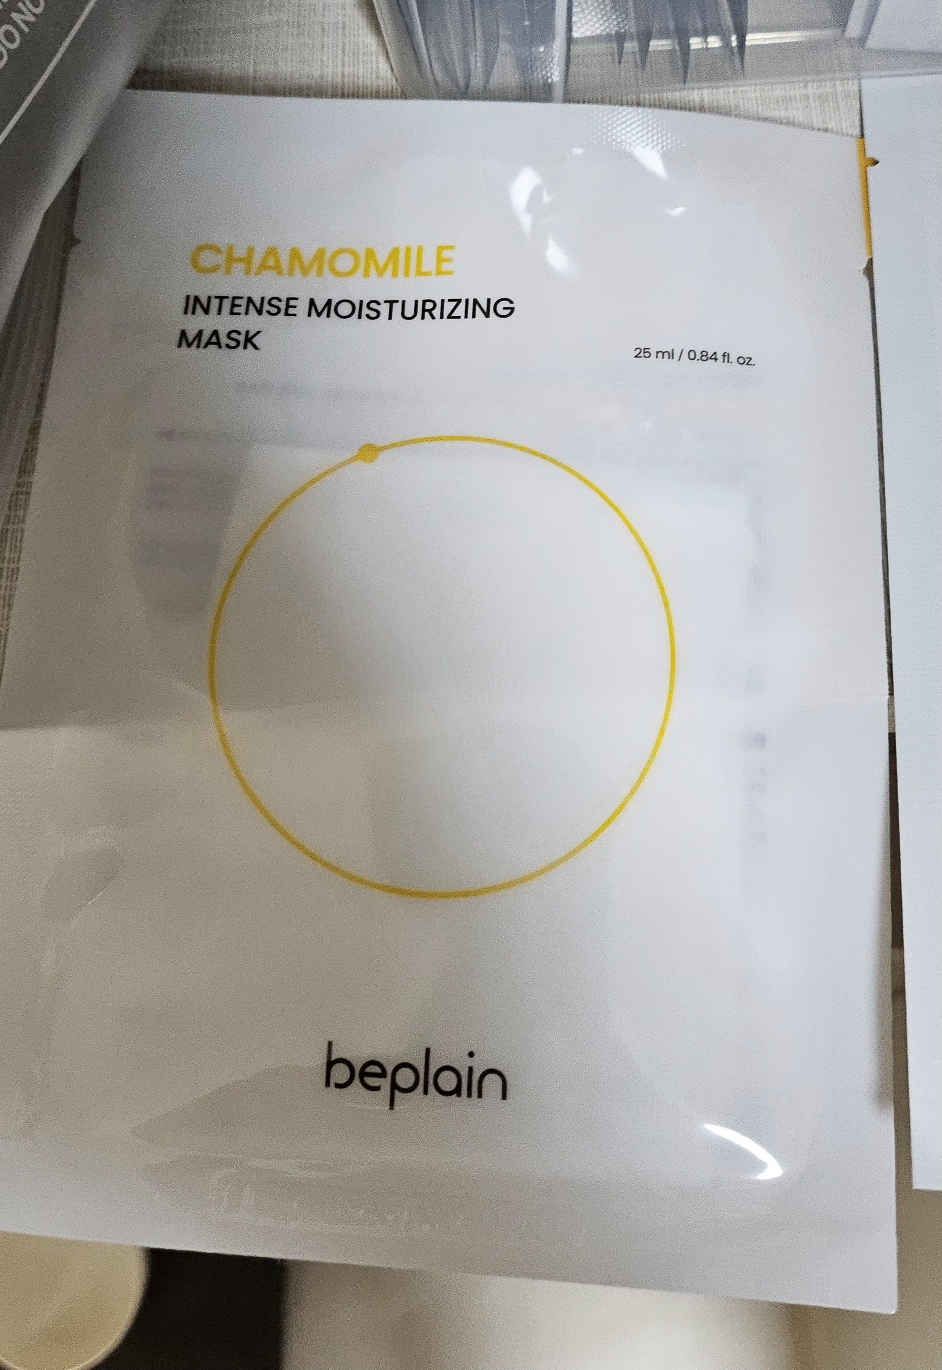 CHAMOMILE
INTENSE MOISTURIZING
MASK
25 ml / 0.84 fl. oz.
beplain